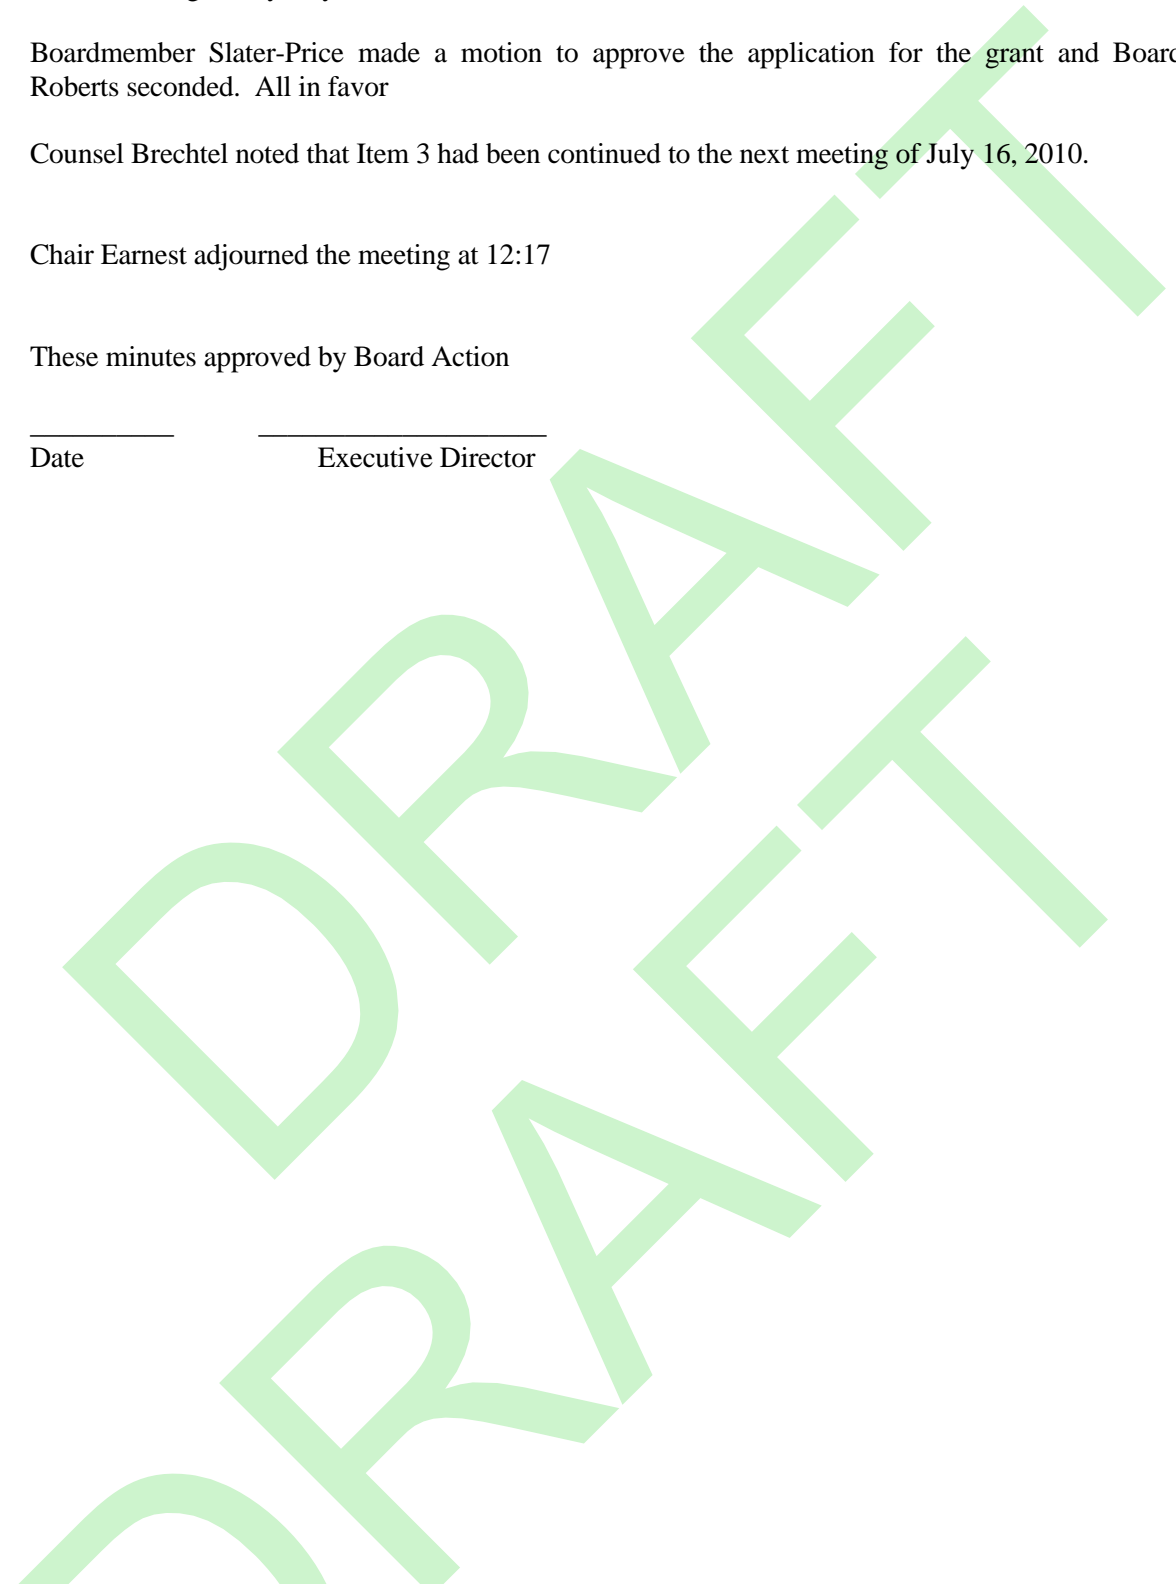 Boardmember Slater-Price made a motion to approve the application for the grant and Board
Roberts seconded. All in favor
Counsel Brechtel noted that Item 3 had been continued to the next meeting of July 16, 2010.
Chair Earnest adjourned the meeting at 12:17
These minutes approved by Board Action
__________ ____________________
Date Executive Director
DRAFT
DRAFT